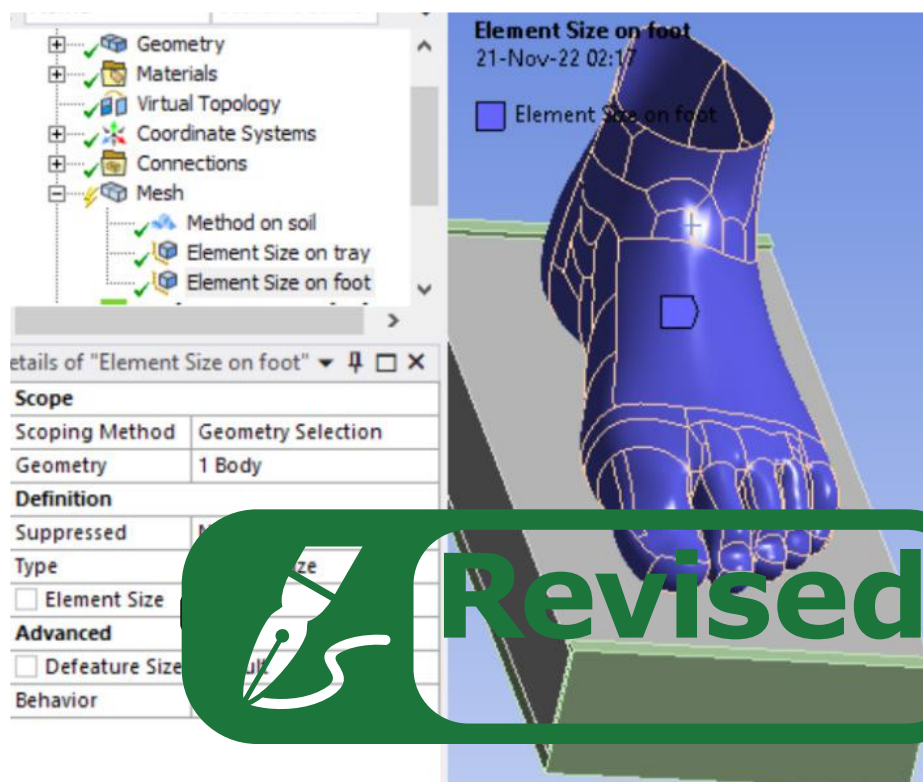 Geometry
Materials
Virtual Topology
Coordinate Systems
Connections
Mesh
Method on soil
Element Size on tray
Element Size on foot
etails of "Element Size on foot"
Scope
Scoping Method Geometry Selection
Geometry 1 Body
Definition
Suppressed
Type
Element Size
Advanced
Defeature Size
Behavior
Element Size on foot
21-Nov-22 02:17
Element Size on foot
Revised